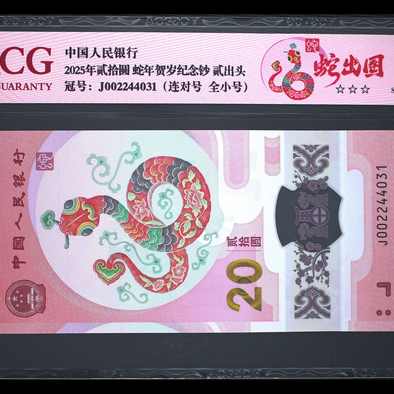 CG
GUARANTY
中国人民银行
2025年贰拾圆 蛇年贺岁纪念钞 贰出头
冠号：J002244031（连对号 全小号）
蛇出图
☆☆☆
中国人民银行
贰拾圆
20
J002244031